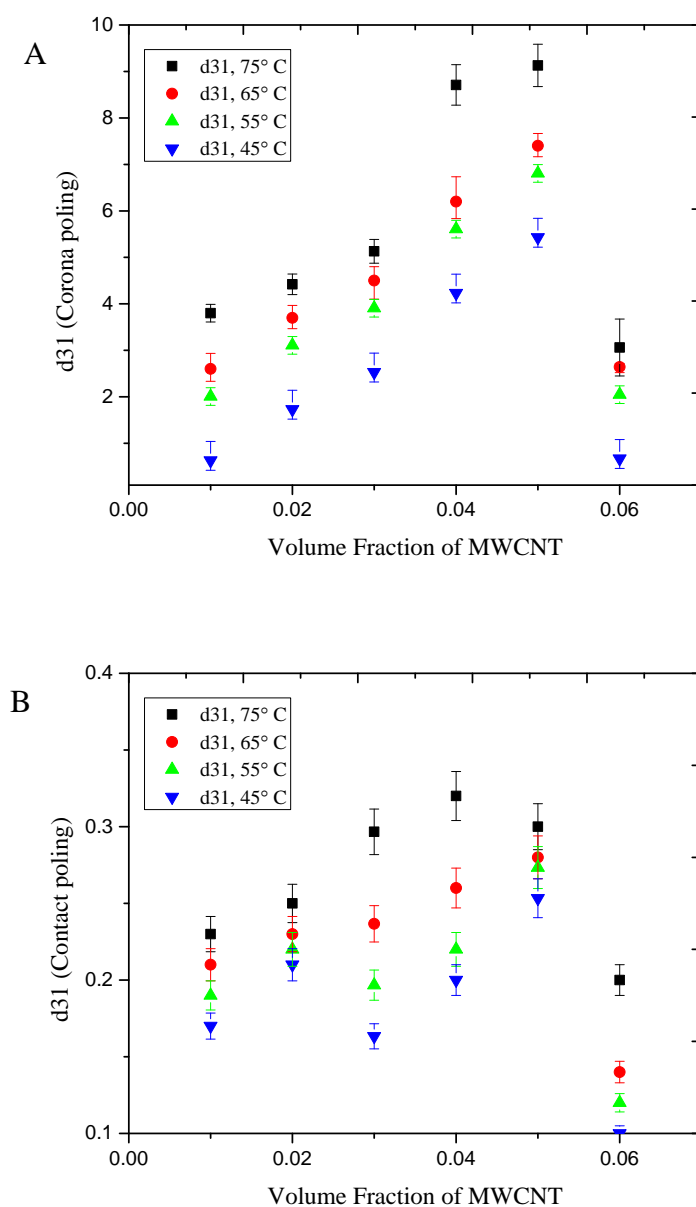 A
10
8
6
4
2
d31 (Corona poling)
d31, 75° C
d31, 65° C
d31, 55° C
d31, 45° C
0.00
0.02
0.04
0.06
Volume Fraction of MWCNT
B
0.4
0.3
0.2
0.1
d31 (Contact poling)
d31, 75° C
d31, 65° C
d31, 55° C
d31, 45° C
0.00
0.02
0.04
0.06
Volume Fraction of MWCNT